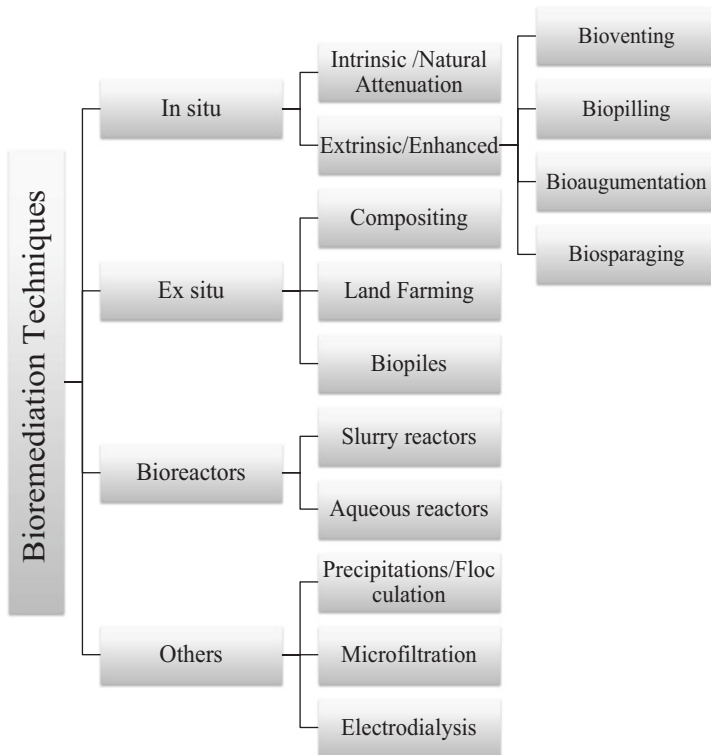 Bioremediation Techniques
In situ
Intrinsic /Natural
Attenuation
Extrinsic/Enhanced
Bioventing
Biopilling
Bioaugumentation
Biosparaging
Ex situ
Compositing
Land Farming
Biopiles
Bioreactors
Slurry reactors
Aqueous reactors
Others
Precipitations/Floc
culation
Microfiltration
Electrodialysis